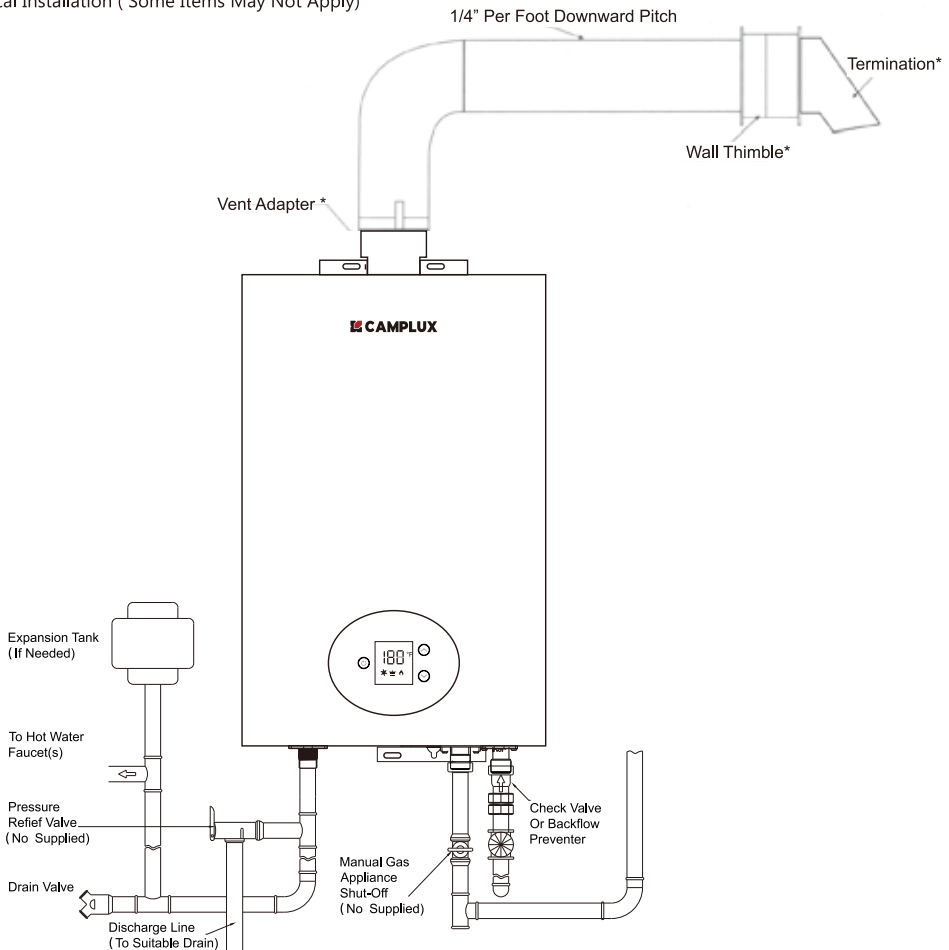 Installation ( Some Items May Not Apply)
1/4” Per Foot Downward Pitch
Termination*
Wall Thimble*
Vent Adapter *
CAMPLUX
180 °F
Expansion Tank
( If Needed)
To Hot Water
Faucet(s)
Pressure
Refief Valve
( No Supplied)
Drain Valve
Discharge Line
( To Suitable Drain)
Manual Gas
Appliance
Shut-Off
( No Supplied)
Check Valve
Or Backflow
Preventer